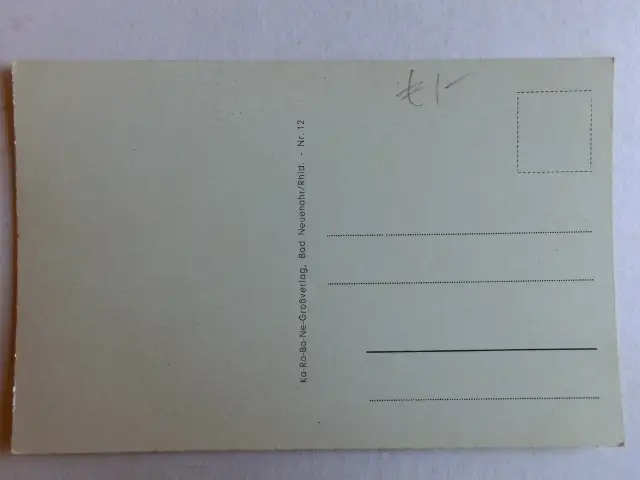 € 1-
Ka-Ro-Ba-Ne-Großverlag, Bad Neuenahr/Rhld. - Nr. 12